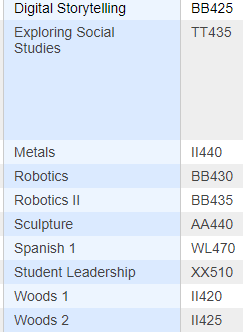 Digital Storytelling BB425
Exploring Social TT435
Studies
Metals II440
Robotics BB430
Robotics II BB435
Sculpture AA440
Spanish 1 WL470
Student Leadership XX510
Woods 1 II420
Woods 2 II425